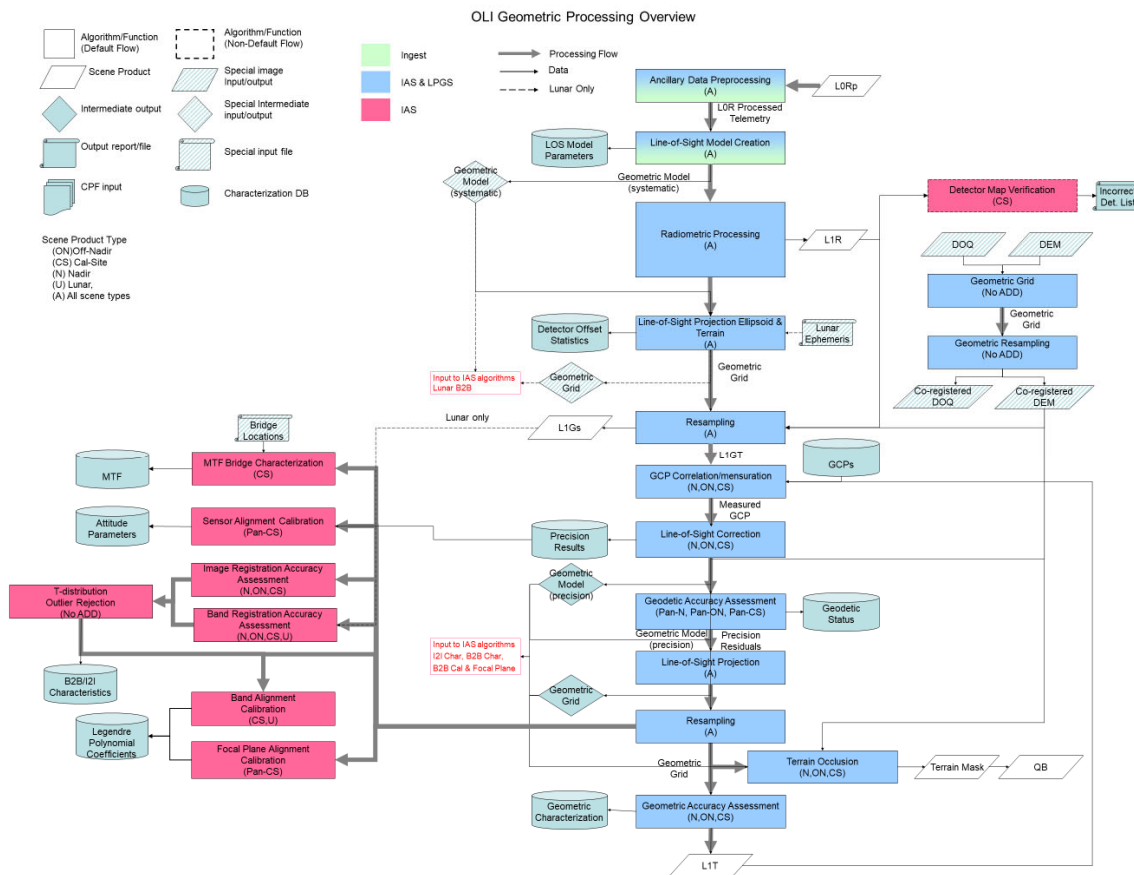 OLI Geometric Processing Overview
Algorithm/Function
(Default Flow)
Algorithm/Function
(Non-Default Flow)
Scene Product
Special image
Input/output
Intermediate output
Special Intermediate
input/output
Output report/file
Special input file
CPF input
Characterization DB
Ingest
IAS & LPGS
IAS
Processing Flow
Data
Lunar Only
Scene Product Type
(ON)Off-Nadir
(CS) Cal-Site
(N) Nadir
(U) Lunar,
(A) All scene types
Ancillary Data Preprocessing
(A)
L0Rp
L0R Processed
Telemetry
LOS Model
Parameters
Line-of-Sight Model Creation
(A)
Geometric
Model
(systematic)
Geometric Model
(systematic)
Radiometric Processing
(A)
L1R
Detector Map Verification
(CS)
Incorrect
Det. List
DOQ
DEM
Geometric Grid
(No ADD)
Geometric
Grid
Geometric Resampling
(No ADD)
Co-registered
DOQ
Co-registered
DEM
Detector Offset
Statistics
Line-of-Sight Projection Ellipsoid &
Terrain
(A)
Lunar
Ephemeris
Geometric
Grid
Input to IAS algorithms
Lunar B2B
Geometric
Grid
Lunar only
L1Gs
Resampling
(A)
L1GT
GCPs
Bridge
Locations
MTF
MTF Bridge Characterization
(CS)
GCP Correlation/mensuration
(N,ON,CS)
Measured
GCP
Attitude
Parameters
Sensor Alignment Calibration
(Pan-CS)
Precision
Results
Line-of-Sight Correction
(N,ON,CS)
Image Registration Accuracy
Assessment
(N,ON,CS)
T-distribution
Outlier Rejection
(No ADD)
Band Registration Accuracy
Assessment
(N,ON,CS,U)
Geometric
Model
(precision)
Geodetic Accuracy Assessment
(Pan-N, Pan-ON, Pan-CS)
Geodetic
Status
Geometric Model
(precision)
Precision
Residuals
Input to IAS algorithms
I2I Char, B2B Char,
B2B Cal & Focal Plane
Line-of-Sight Projection
(A)
B2B/I2I
Characteristics
Geometric
Grid
Band Alignment
Calibration
(CS,U)
Legendre
Polynomial
Coefficients
Focal Plane Alignment
Calibration
(Pan-CS)
Resampling
(A)
Geometric
Grid
Terrain Occlusion
(N,ON,CS)
Terrain Mask
QB
Geometric
Characterization
Geometric Accuracy Assessment
(N,ON,CS)
L1T